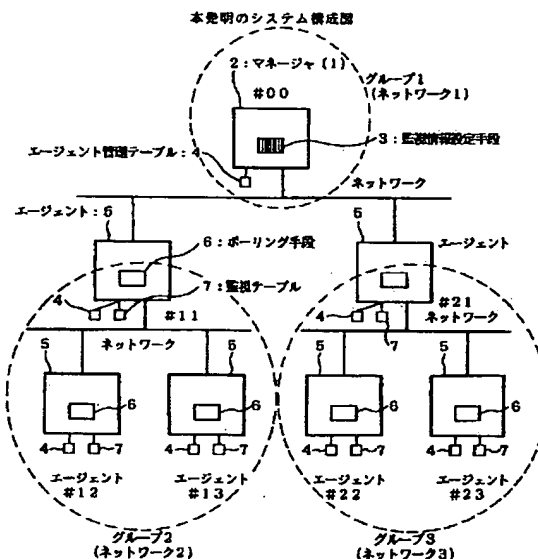 本発明のシステム構成図
2：マネージャ(1)
グループ1
(ネットワーク1)
#00
3：監視情報設定手段
エージェント管理テーブル：4
ネットワーク
エージェント：5
5
エージェント
6：ポーリング手段
4
7：監視テーブル
#11
4
7
#21
ネットワーク
ネットワーク
5
5
5
5
6
6
6
6
4
7
4
7
4
7
4
7
エージェント
#12
エージェント
#13
エージェント
#22
エージェント
#23
グループ2
(ネットワーク2)
グループ3
(ネットワーク3)